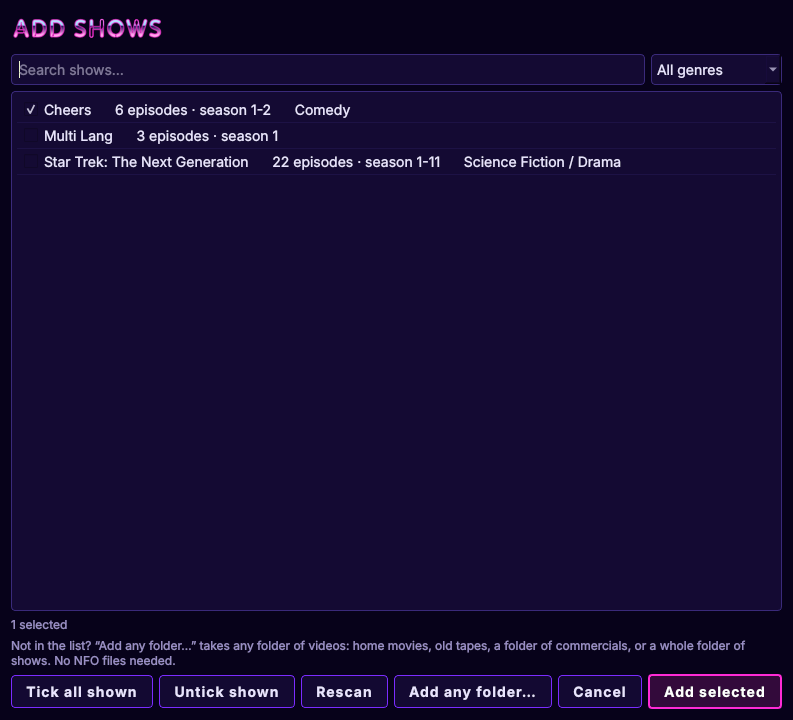 ADD SHOWS
Search shows...
All genres
✓ Cheers 6 episodes · season 1-2 Comedy
Multi Lang 3 episodes · season 1
Star Trek: The Next Generation 22 episodes · season 1-11 Science Fiction / Drama
1 selected
Not in the list? “Add any folder...” takes any folder of videos: home movies, old tapes, a folder of commercials, or a whole folder of
shows. No NFO files needed.
Tick all shown Untick shown Rescan Add any folder... Cancel Add selected